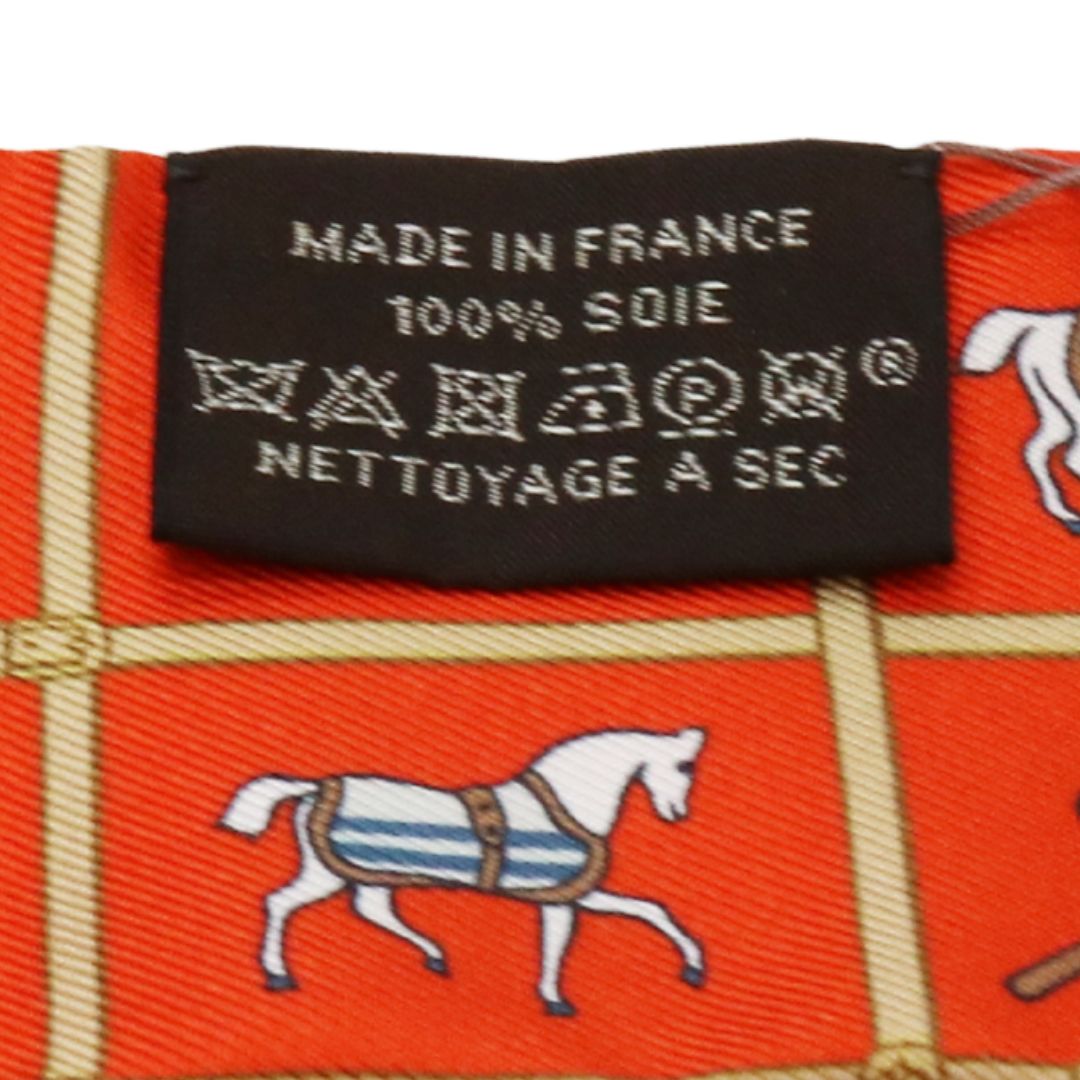 MADE IN FRANCE
100% SOIE
P W ®
NETTOYAGE A SEC